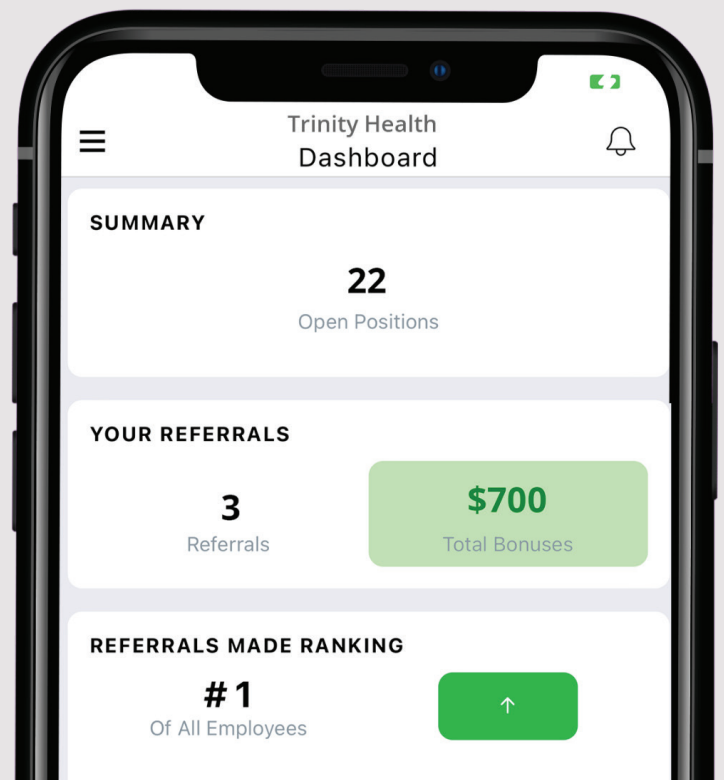 Trinity Health
Dashboard
SUMMARY
22
Open Positions
YOUR REFERRALS
3
Referrals
$700
Total Bonuses
REFERRALS MADE RANKING
#1
Of All Employees